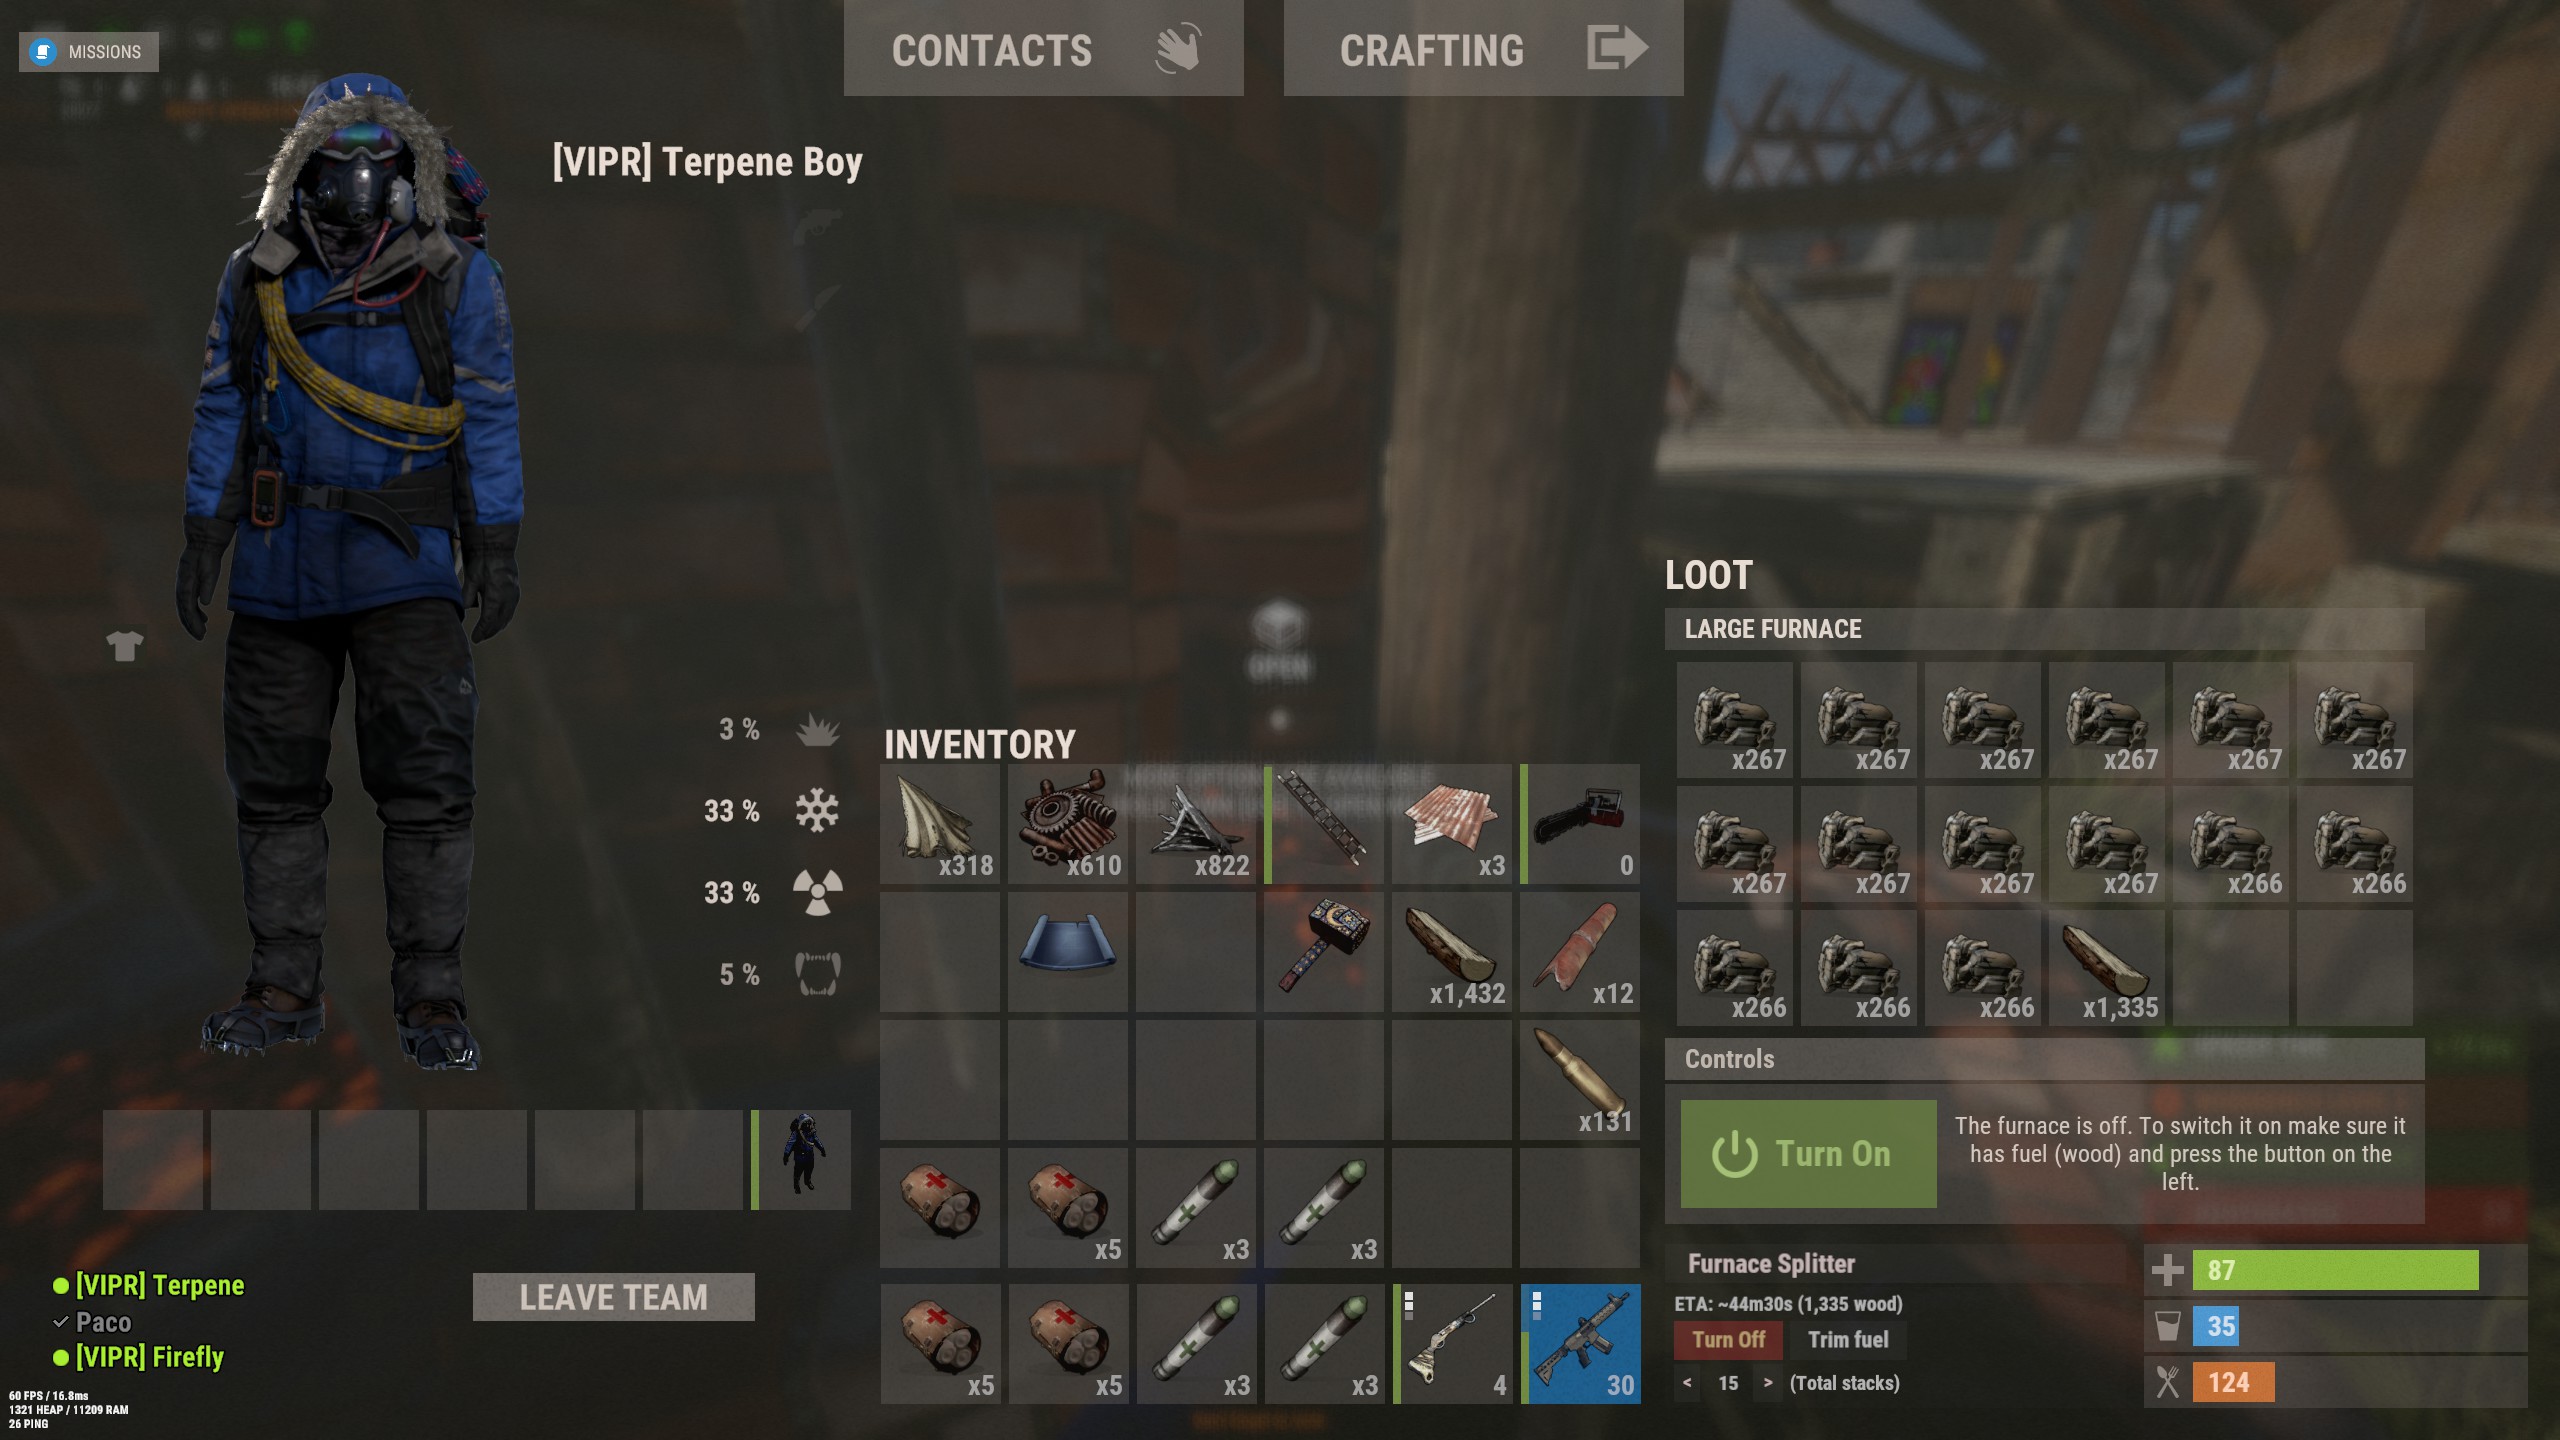 MISSIONS
CONTACTS
CRAFTING
[VIPR] Terpene Boy
3 %
33 %
33 %
5 %
OPEN
INVENTORY
x318
x610
x822
x3
0
x1,432
x12
x131
x5
x3
x3
x5
x5
x3
x3
4
30
LOOT
LARGE FURNACE
x267
x267
x267
x267
x267
x267
x267
x267
x267
x267
x266
x266
x266
x266
x266
x1,335
Controls
Turn On
The furnace is off. To switch it on make sure it
has fuel (wood) and press the button on the
left.
Furnace Splitter
ETA: ~44m30s (1,335 wood)
Turn Off
Trim fuel
< 15 > (Total stacks)
87
35
124
[VIPR] Terpene
Paco
[VIPR] Firefly
LEAVE TEAM
60 FPS / 16.8ms
1321 HEAP / 11209 RAM
26 PING